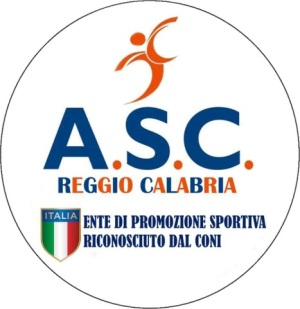 A.S.C.
REGGIO CALABRIA
ITALIA
ENTE DI PROMOZIONE SPORTIVA
RICONOSCIUTO DAL CONI